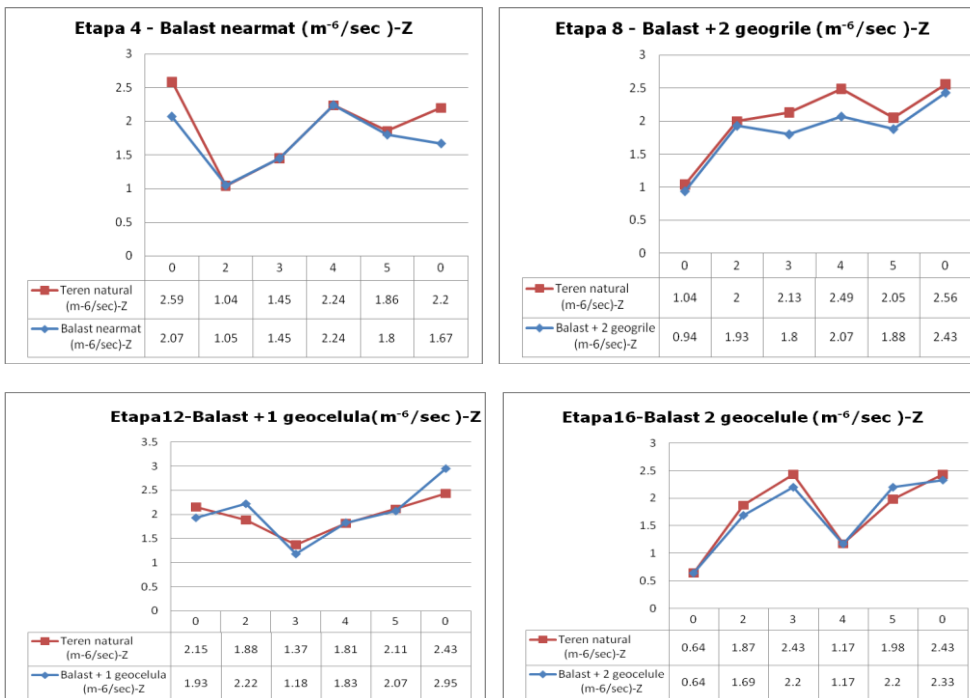 Etapa 4 - Balast nearmat (m⁻⁶/sec )-Z
3
2.5
2
1.5
1
0.5
0
0 2 3 4 5 0
Teren natural (m-6/sec)-Z 2.59 1.04 1.45 2.24 1.86 2.2
Balast nearmat (m-6/sec)-Z 2.07 1.05 1.45 2.24 1.8 1.67
Etapa 8 - Balast +2 geogrile (m⁻⁶/sec )-Z
3
2.5
2
1.5
1
0.5
0
0 2 3 4 5 0
Teren natural (m-6/sec)-Z 1.04 2 2.13 2.49 2.05 2.56
Balast + 2 geogrile (m-6/sec)-Z 0.94 1.93 1.8 2.07 1.88 2.43
Etapa12-Balast +1 geocelula(m⁻⁶/sec )-Z
3.5
3
2.5
2
1.5
1
0.5
0
0 2 3 4 5 0
Teren natural (m-6/sec)-Z 2.15 1.88 1.37 1.81 2.11 2.43
Balast + 1 geocelula (m-6/sec)-Z 1.93 2.22 1.18 1.83 2.07 2.95
Etapa16-Balast 2 geocelule (m⁻⁶/sec )-Z
3
2.5
2
1.5
1
0.5
0
0 2 3 4 5 0
Teren natural (m-6/sec)-Z 0.64 1.87 2.43 1.17 1.98 2.43
Balast + 2 geocelule (m-6/sec)-Z 0.64 1.69 2.2 1.17 2.2 2.33